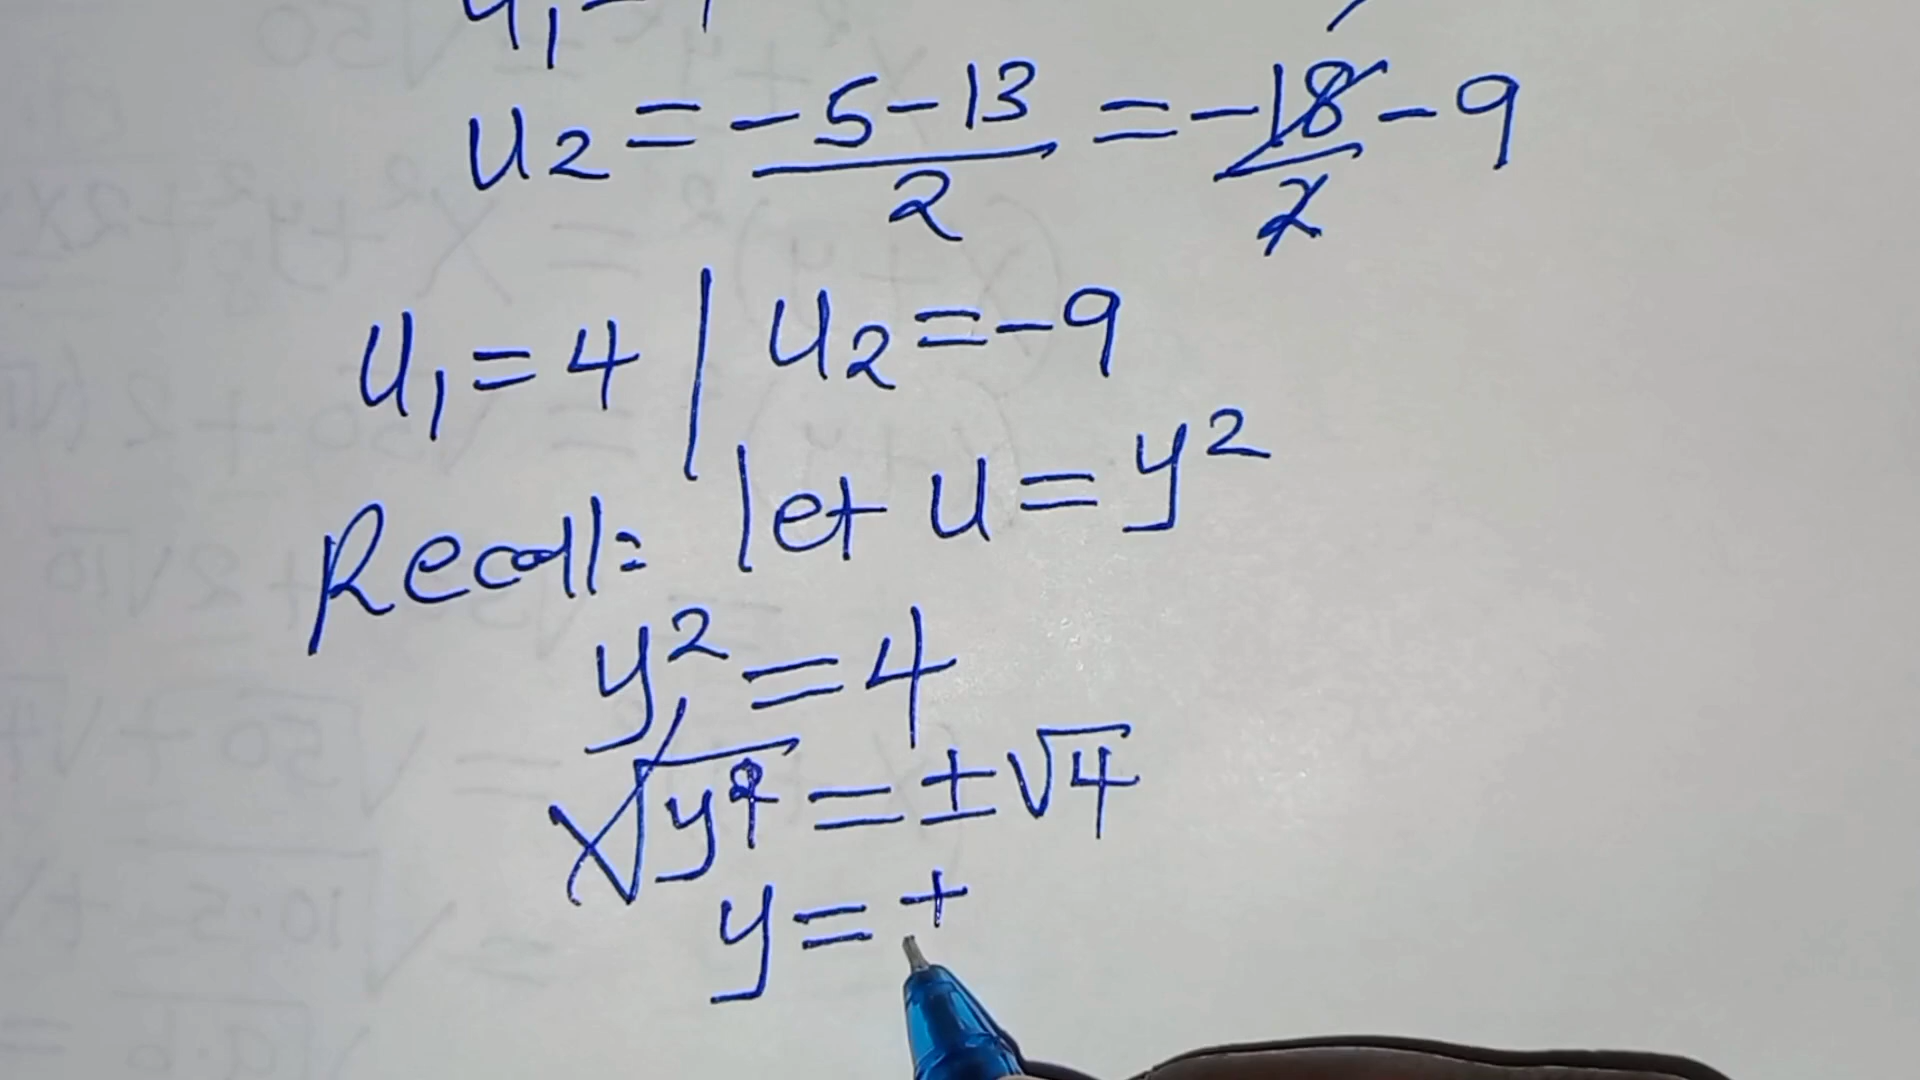 u₂ = (-5-13)/2 = -18/2 - 9
u₁ = 4 | u₂ = -9
Recall: let u = y²
y² = 4
√y² = ±√4
y = +